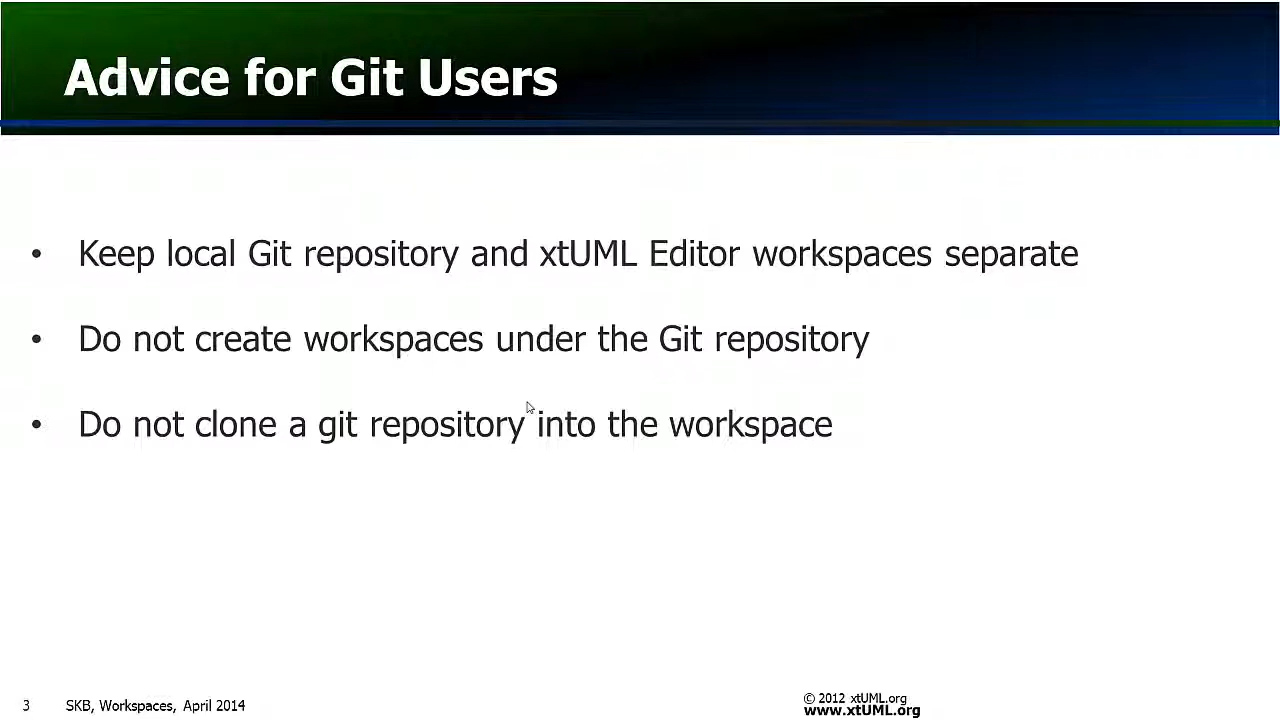 Advice for Git Users
• Keep local Git repository and xtUML Editor workspaces separate
• Do not create workspaces under the Git repository
• Do not clone a git repository into the workspace
3 SKB, Workspaces, April 2014
© 2012 xtUML.org
www.xtUML.org